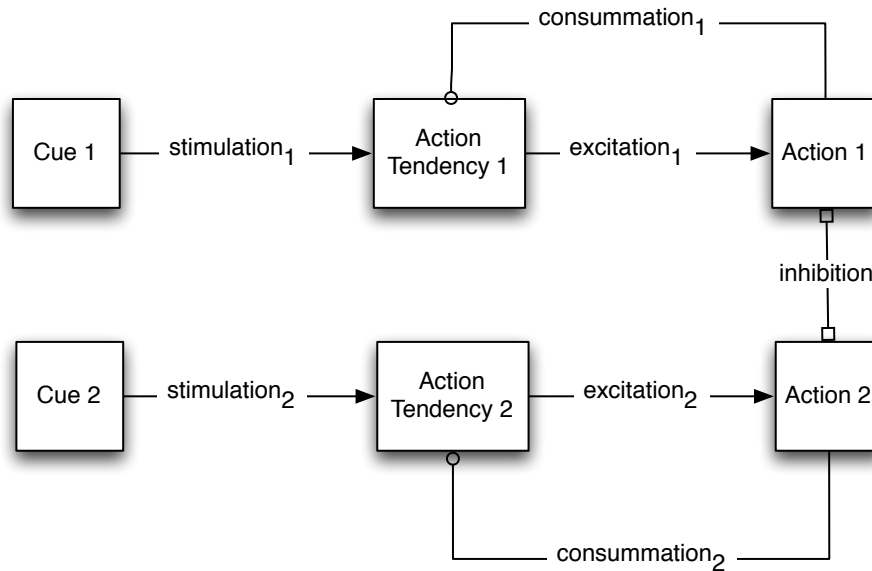 consummation1
Cue 1
stimulation1
Action
Tendency 1
excitation1
Action 1
inhibition
Cue 2
stimulation2
Action
Tendency 2
excitation2
Action 2
consummation2